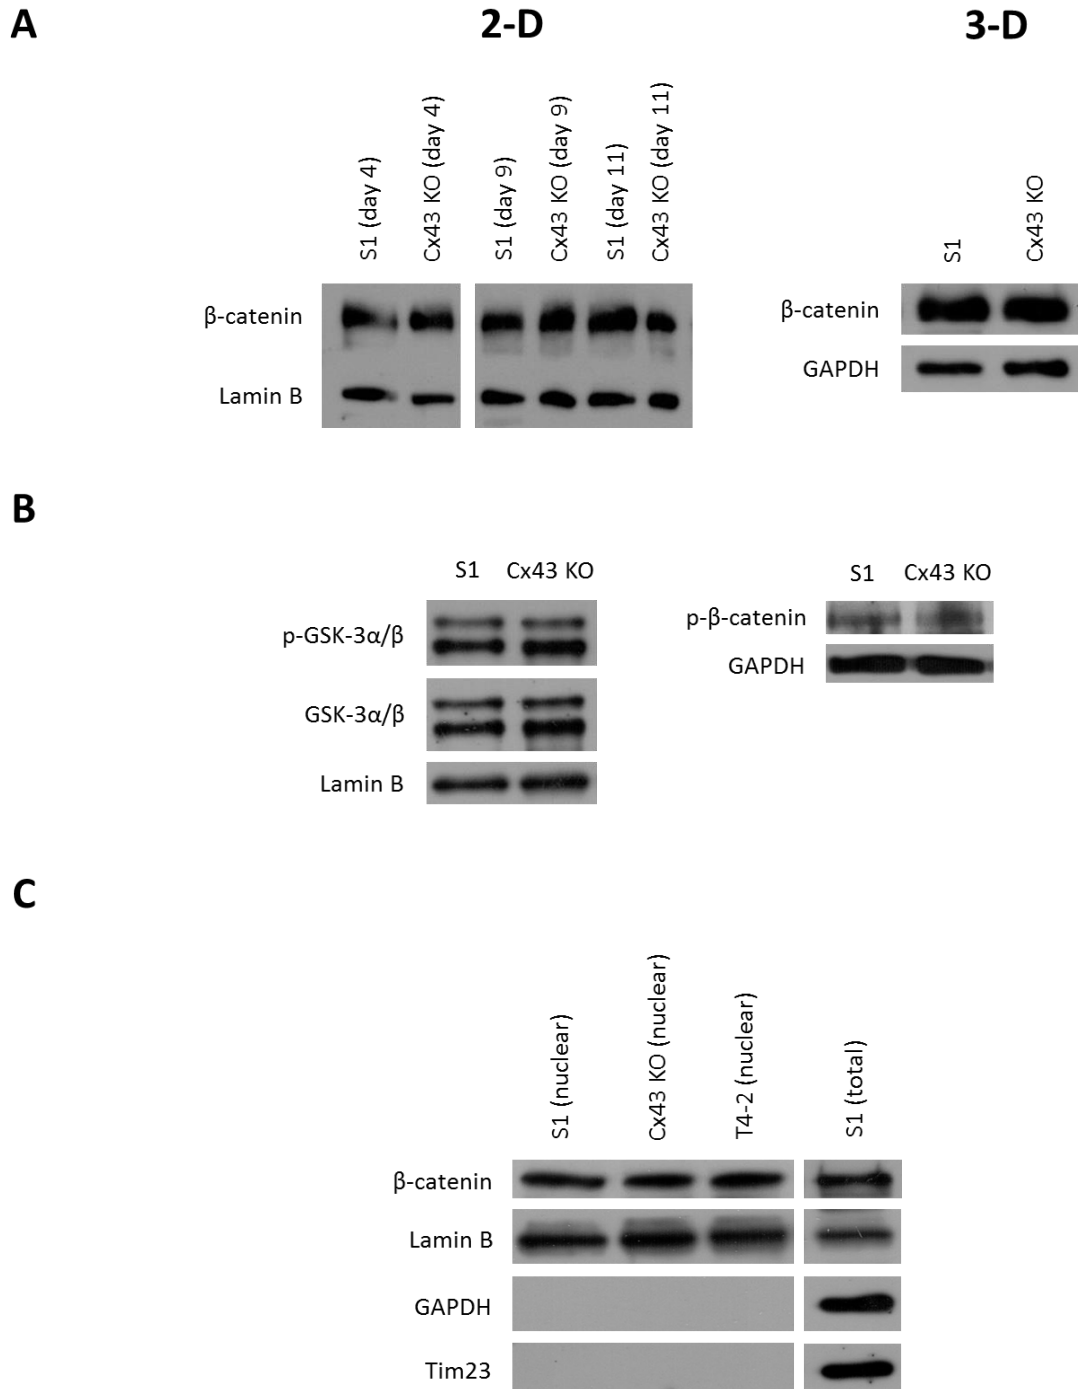 A
2-D
3-D
S1 (day 4)
Cx43 KO (day 4)
S1 (day 9)
Cx43 KO (day 9)
S1 (day 11)
Cx43 KO (day 11)
S1
Cx43 KO
β-catenin
Lamin B
β-catenin
GAPDH
B
S1
Cx43 KO
p-GSK-3α/β
GSK-3α/β
Lamin B
S1
Cx43 KO
p-β-catenin
GAPDH
C
S1 (nuclear)
Cx43 KO (nuclear)
T4-2 (nuclear)
S1 (total)
β-catenin
Lamin B
GAPDH
Tim23